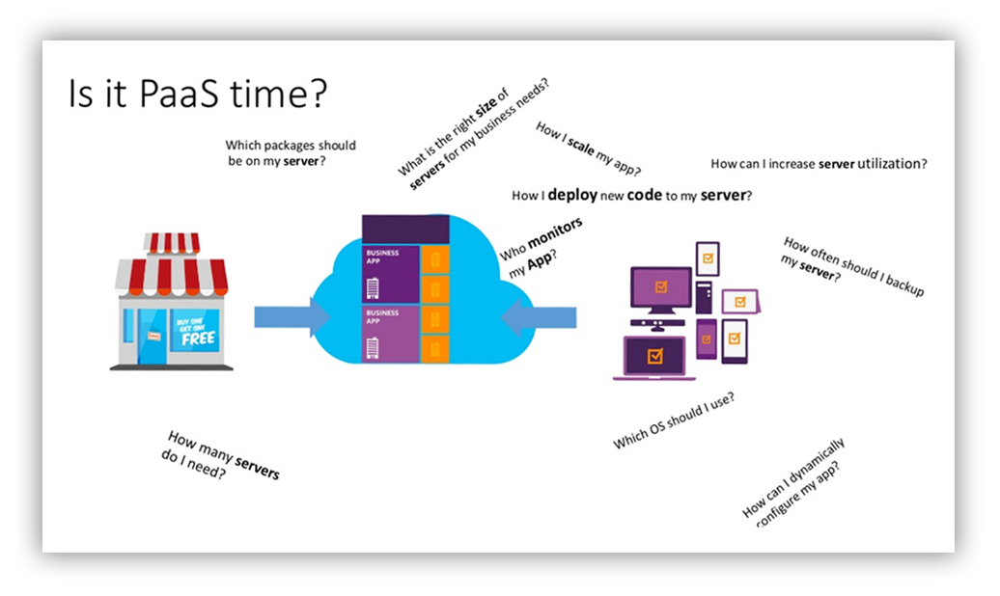 Is it PaaS time?
Which packages should
be on my server?
What is the right size of
servers for my business needs?
How I scale my app?
How can I increase server utilization?
How I deploy new code to my server?
Who monitors
my App?
How often should I backup
my server?
BUSINESS
APP
BUSINESS
APP
BUY ONE
GET ONE
FREE
Which OS should I use?
How many servers
do I need?
How can I dynamically
configure my app?